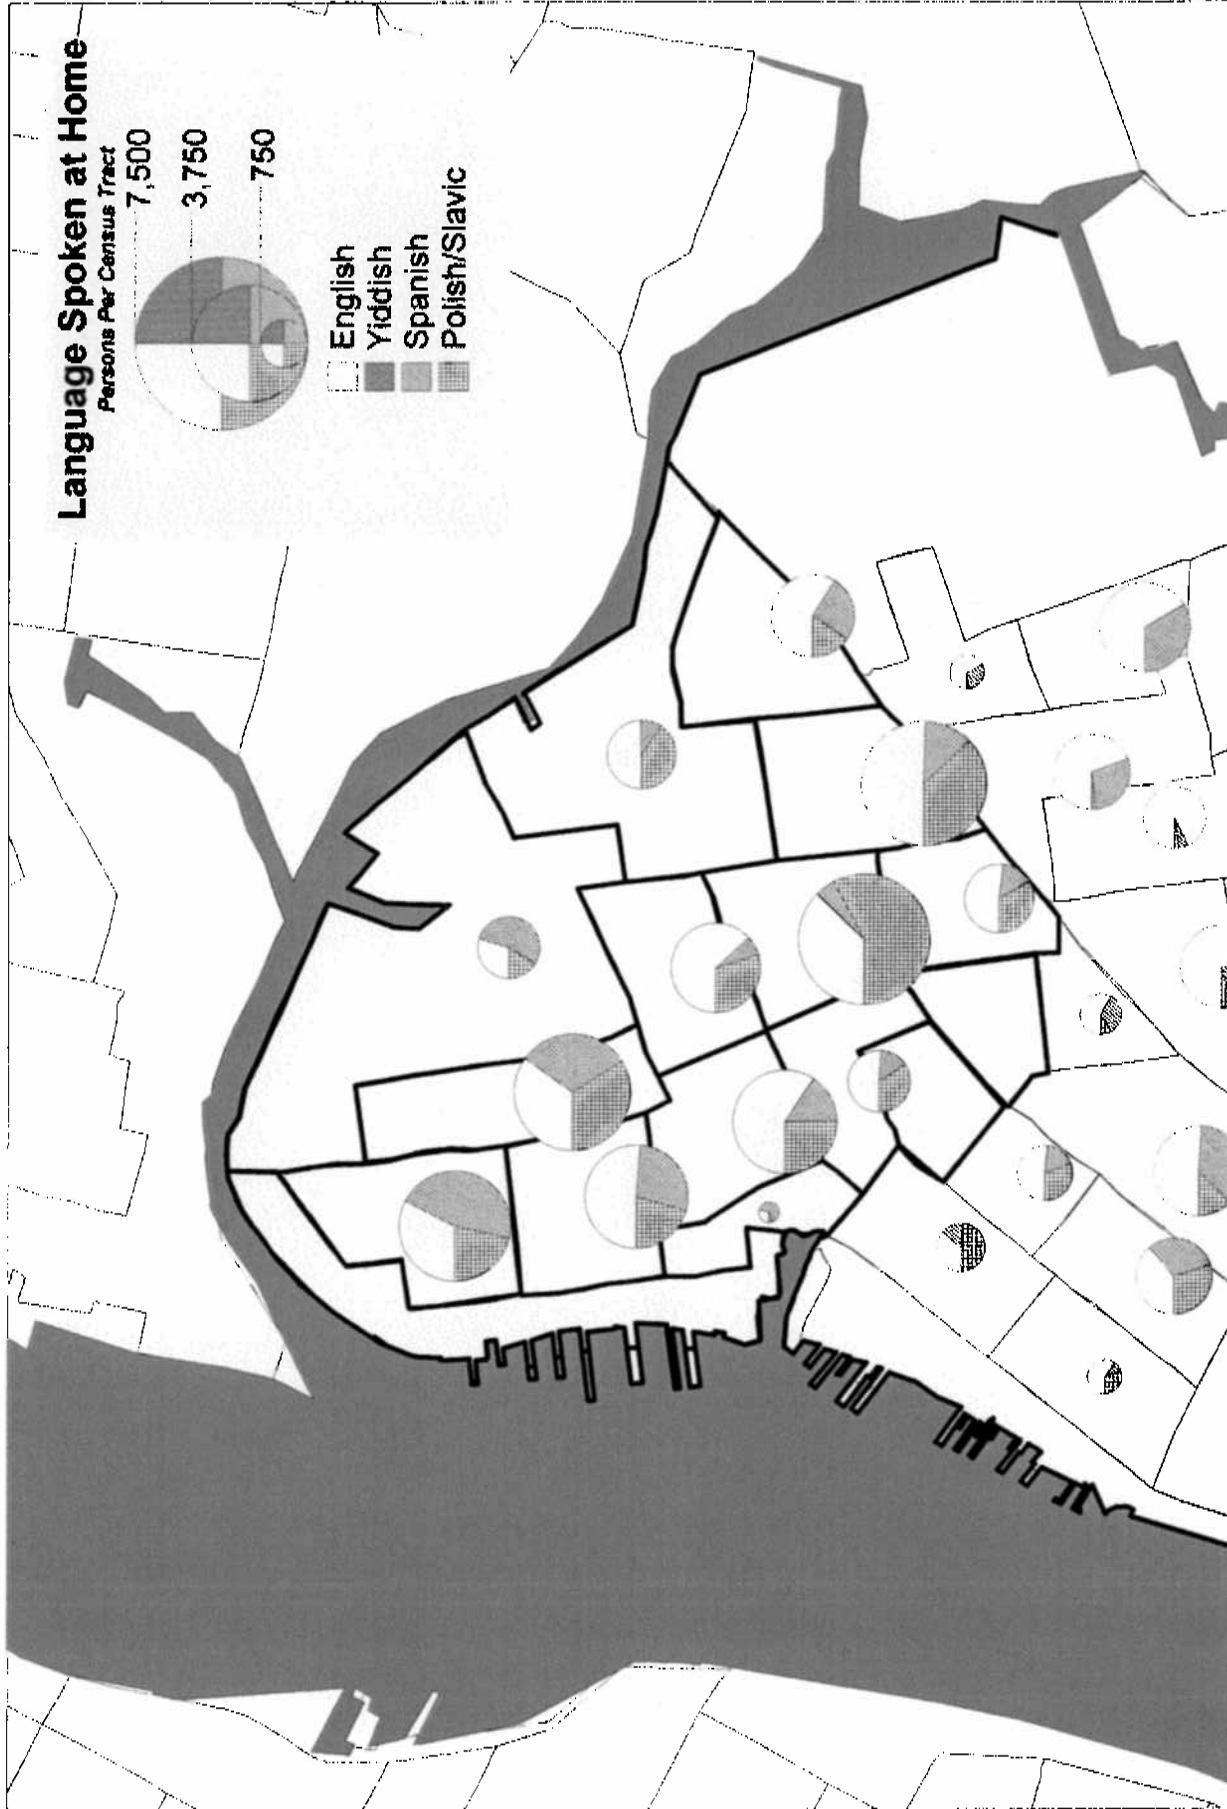 Language Spoken at Home
Persons Per Census Tract
7,500
3,750
750
English
Yiddish
Spanish
Polish/Slavic